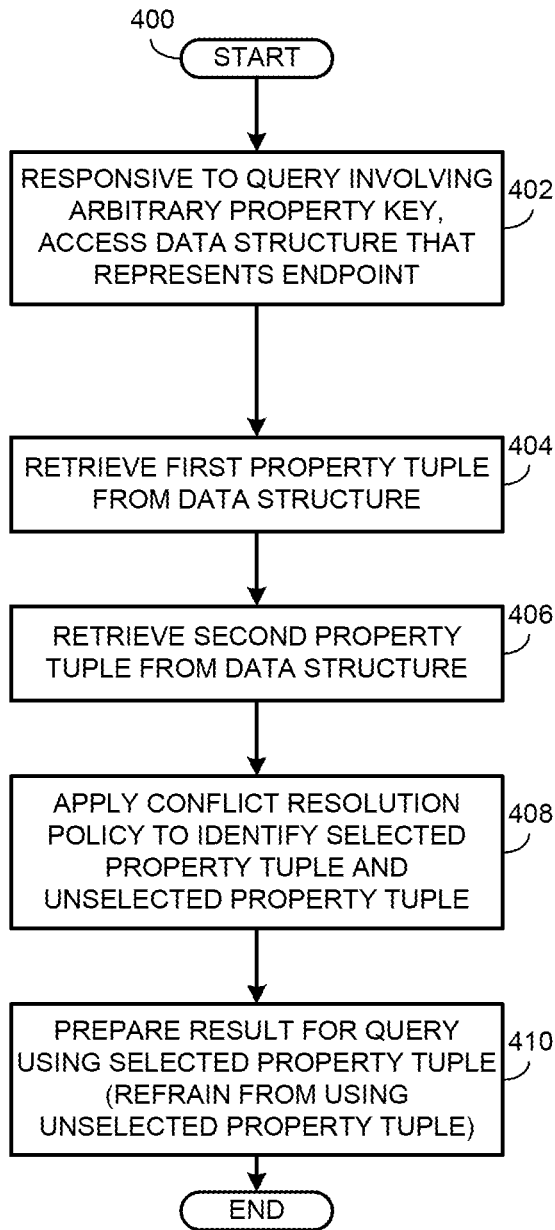 400
START
RESPONSIVE TO QUERY INVOLVING
ARBITRARY PROPERTY KEY,
ACCESS DATA STRUCTURE THAT
REPRESENTS ENDPOINT
402
RETRIEVE FIRST PROPERTY TUPLE
FROM DATA STRUCTURE
404
RETRIEVE SECOND PROPERTY
TUPLE FROM DATA STRUCTURE
406
APPLY CONFLICT RESOLUTION
POLICY TO IDENTIFY SELECTED
PROPERTY TUPLE AND
UNSELECTED PROPERTY TUPLE
408
PREPARE RESULT FOR QUERY
USING SELECTED PROPERTY TUPLE
(REFRAIN FROM USING
UNSELECTED PROPERTY TUPLE)
410
END